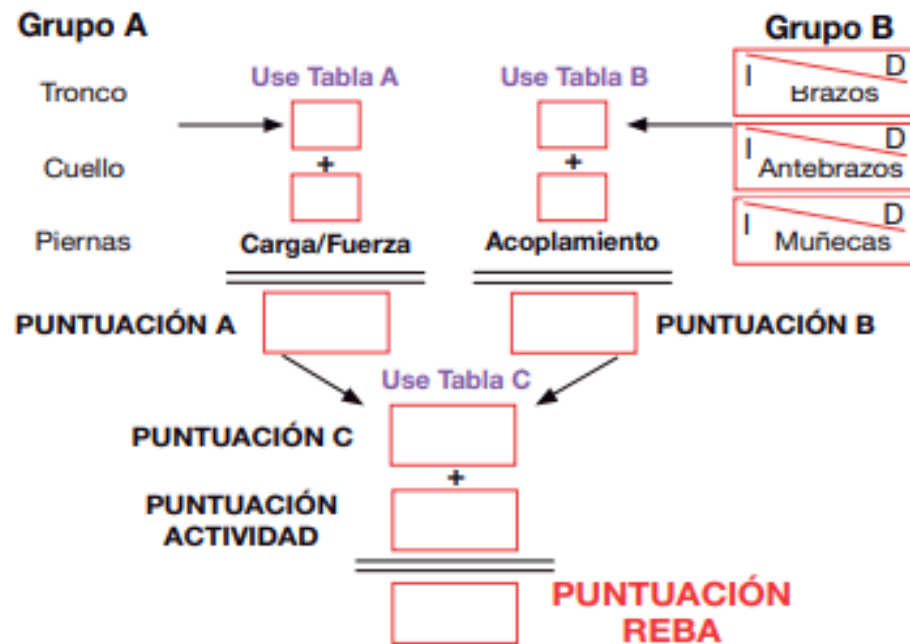 Grupo A
Grupo B
Use Tabla A
Use Tabla B
I D
Brazos
Tronco
+
+
I D
Antebrazos
Cuello
I D
Muñecas
Piernas
Carga/Fuerza
Acoplamiento
PUNTUACIÓN A
PUNTUACIÓN B
Use Tabla C
PUNTUACIÓN C
+
PUNTUACIÓN
ACTIVIDAD
PUNTUACIÓN
REBA